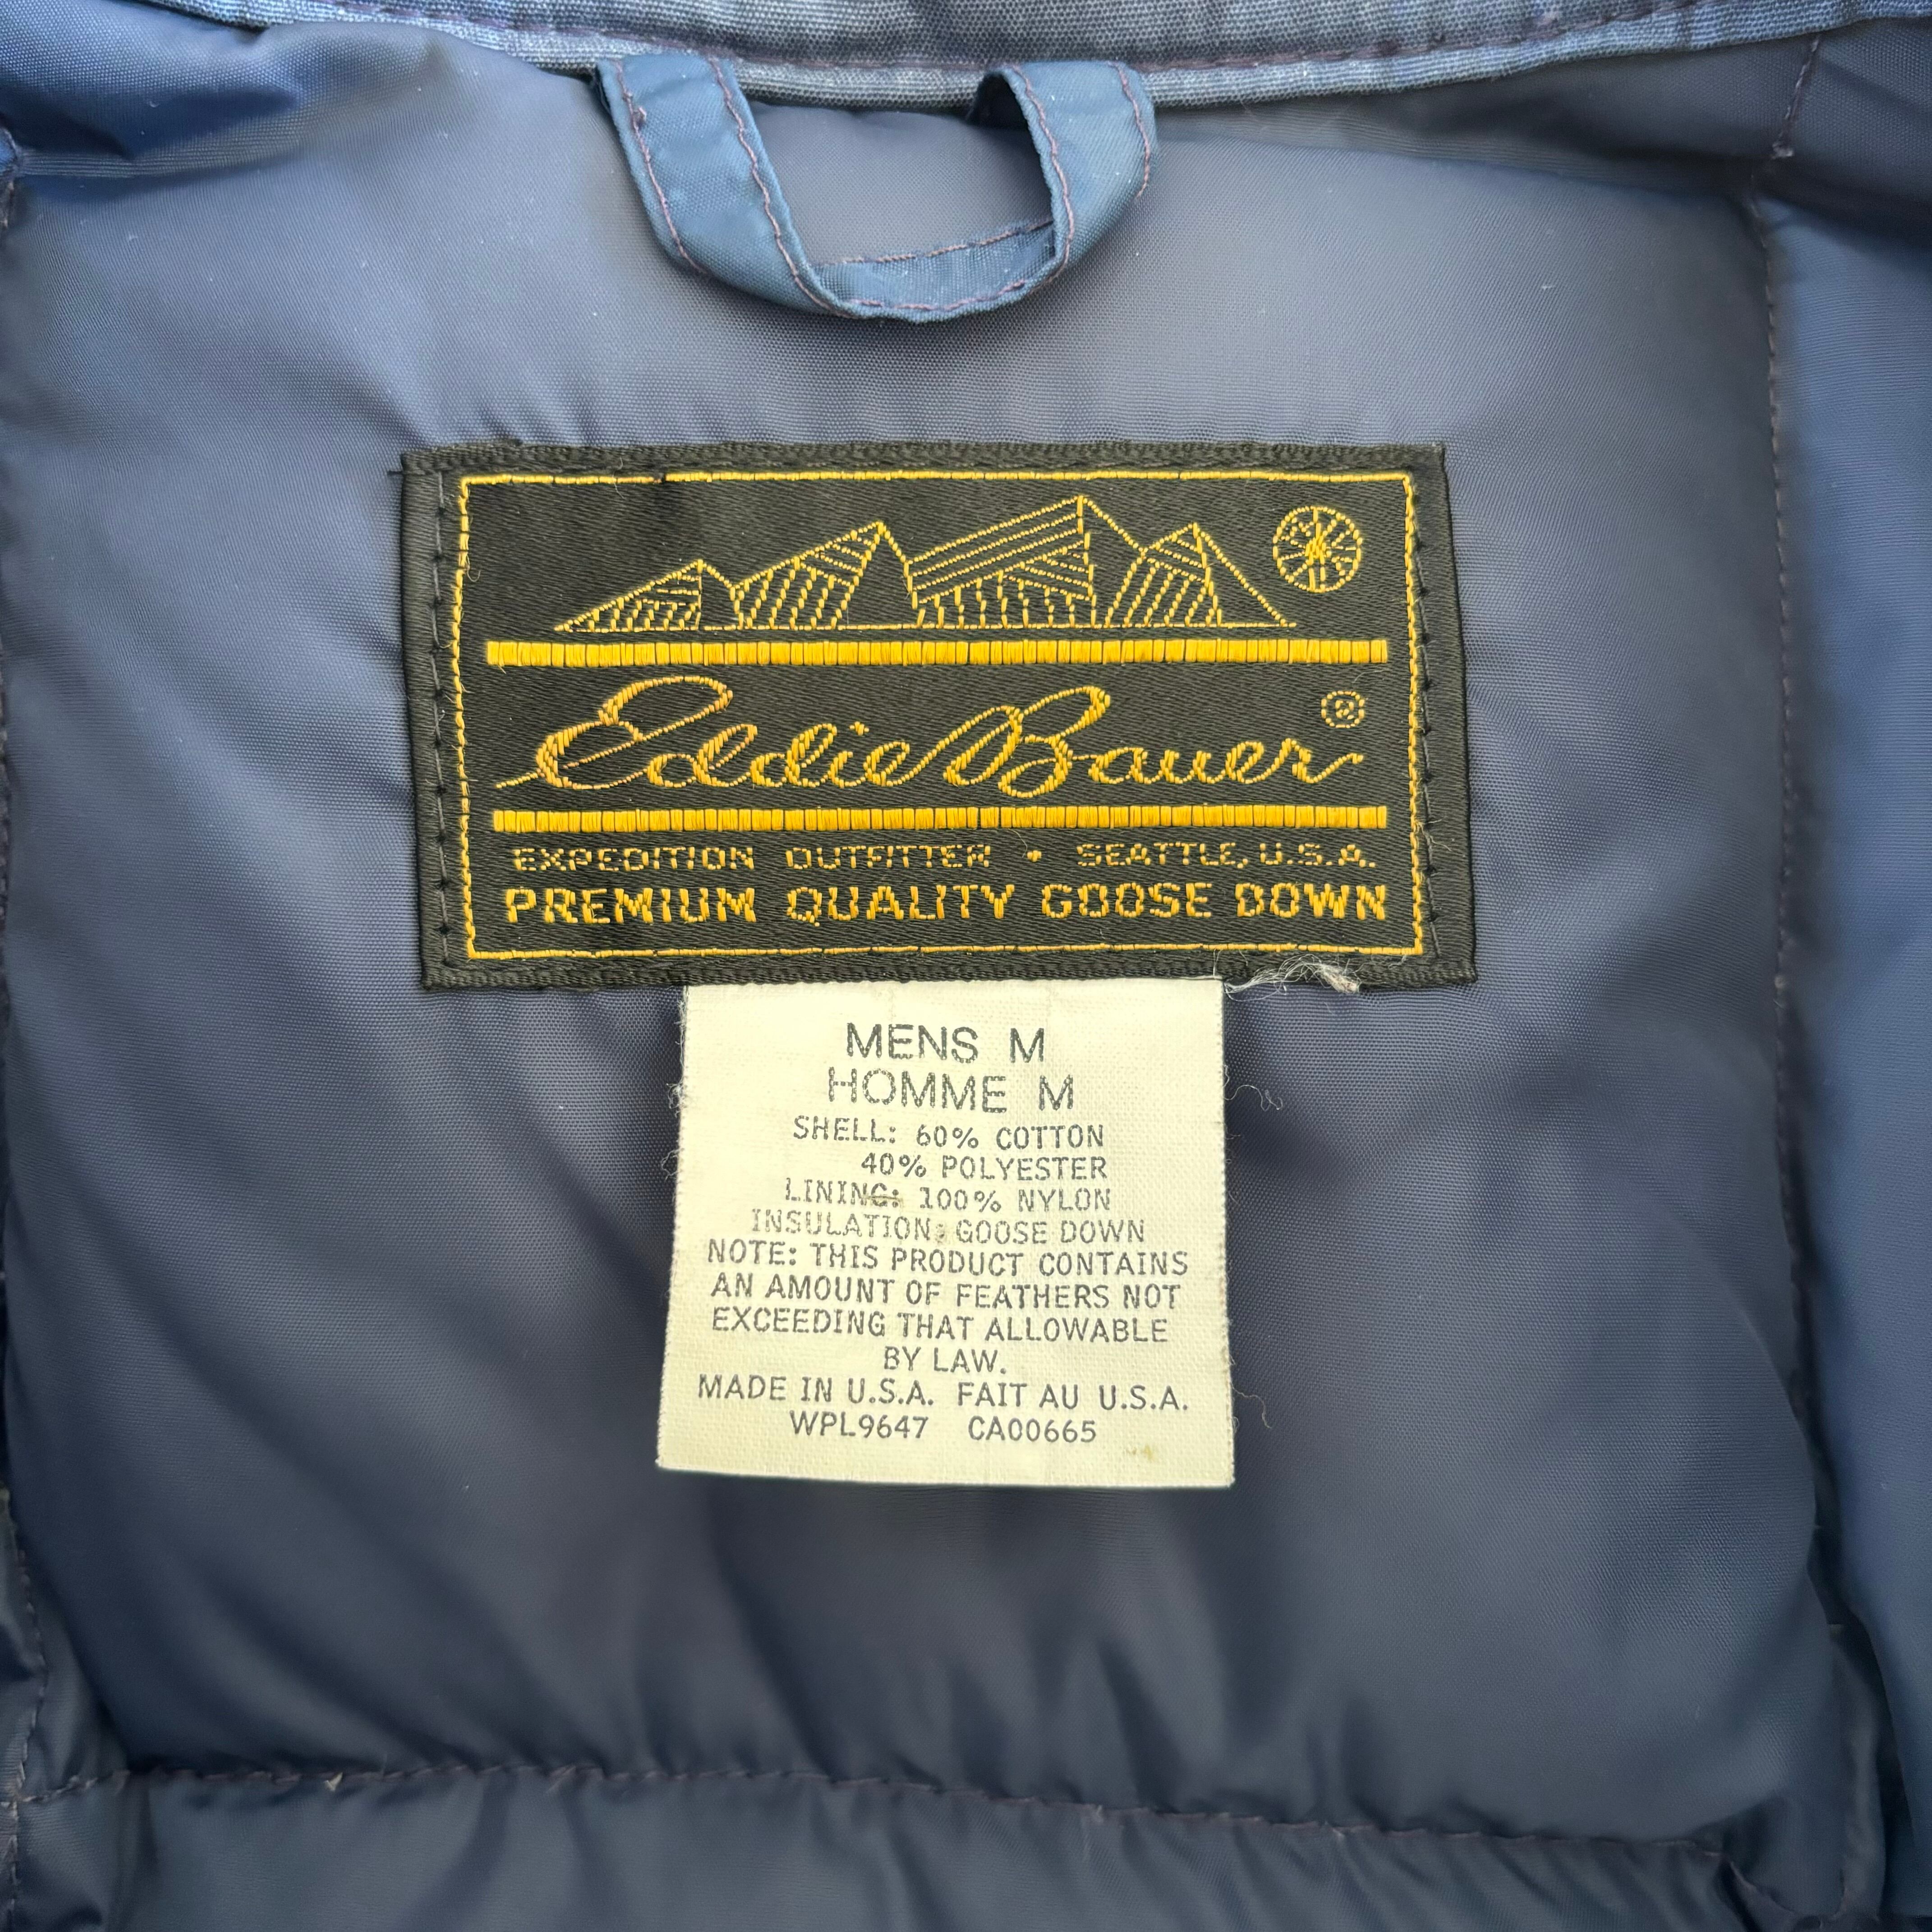 Eddie Bauer ®
EXPEDITION OUTFITTER • SEATTLE, U.S.A.
PREMIUM QUALITY GOOSE DOWN
MENS M
HOMME M
SHELL: 60% COTTON
40% POLYESTER
LINING: 100% NYLON
INSULATION: GOOSE DOWN
NOTE: THIS PRODUCT CONTAINS
AN AMOUNT OF FEATHERS NOT
EXCEEDING THAT ALLOWABLE
BY LAW.
MADE IN U.S.A. FAIT AU U.S.A.
WPL9647 CA00665